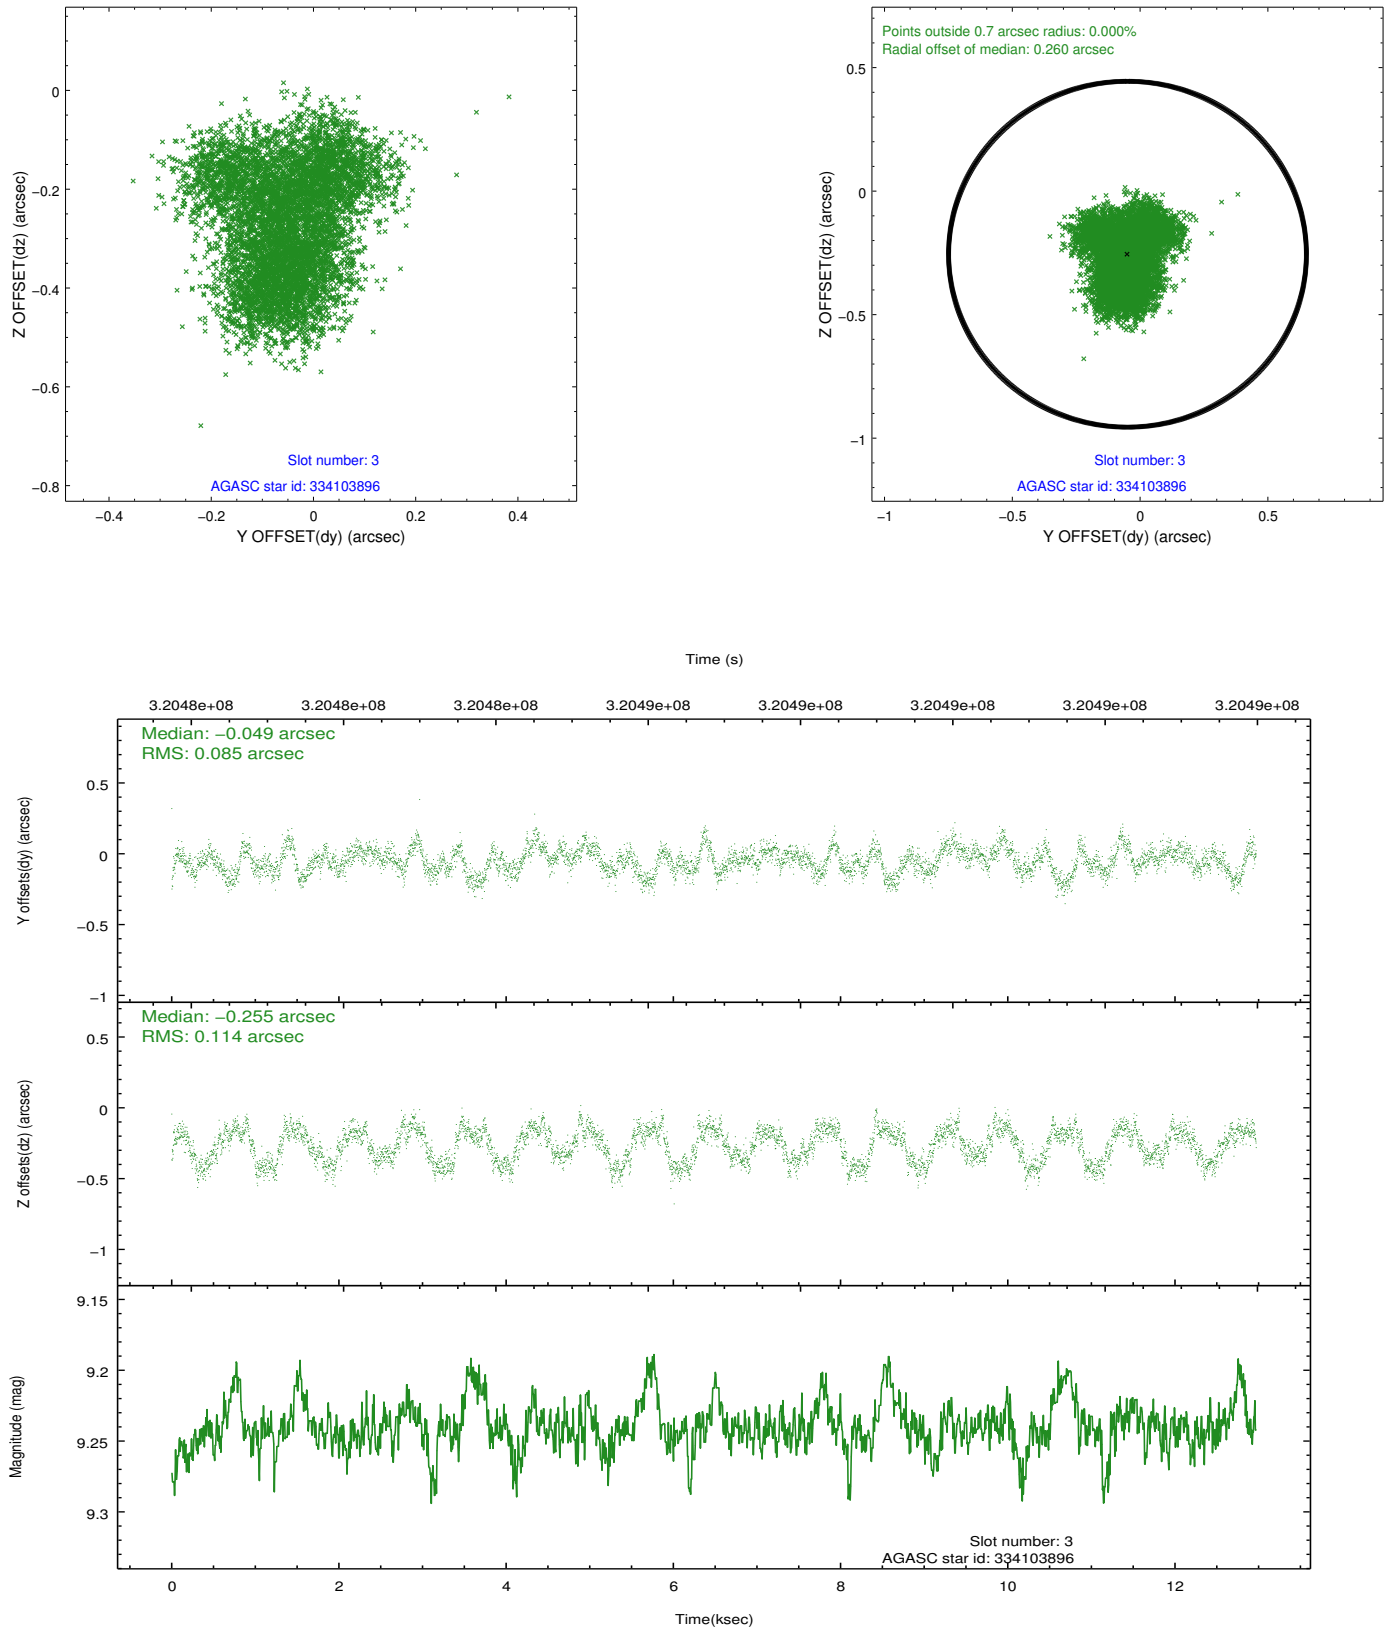 0
−0.2
−0.4
−0.6
−0.8
Z OFFSET(dz) (arcsec)
Slot number: 3
AGASC star id: 334103896
−0.4
−0.2
0
0.2
0.4
Y OFFSET(dy) (arcsec)
Points outside 0.7 arcsec radius: 0.000%
Radial offset of median: 0.260 arcsec
0.5
0
−0.5
−1
Z OFFSET(dz) (arcsec)
Slot number: 3
AGASC star id: 334103896
−1
−0.5
0
0.5
Y OFFSET(dy) (arcsec)
Time (s)
3.2048e+08
3.2048e+08
3.2048e+08
3.2049e+08
3.2049e+08
3.2049e+08
3.2049e+08
3.2049e+08
Median: −0.049 arcsec
RMS: 0.085 arcsec
0.5
0
−0.5
−1
Y offsets(dy) (arcsec)
Median: −0.255 arcsec
RMS: 0.114 arcsec
0.5
0
−0.5
−1
Z offsets(dz) (arcsec)
9.15
9.2
9.25
9.3
Magnitude (mag)
Slot number: 3
AGASC star id: 334103896
0
2
4
6
8
10
12
Time(ksec)